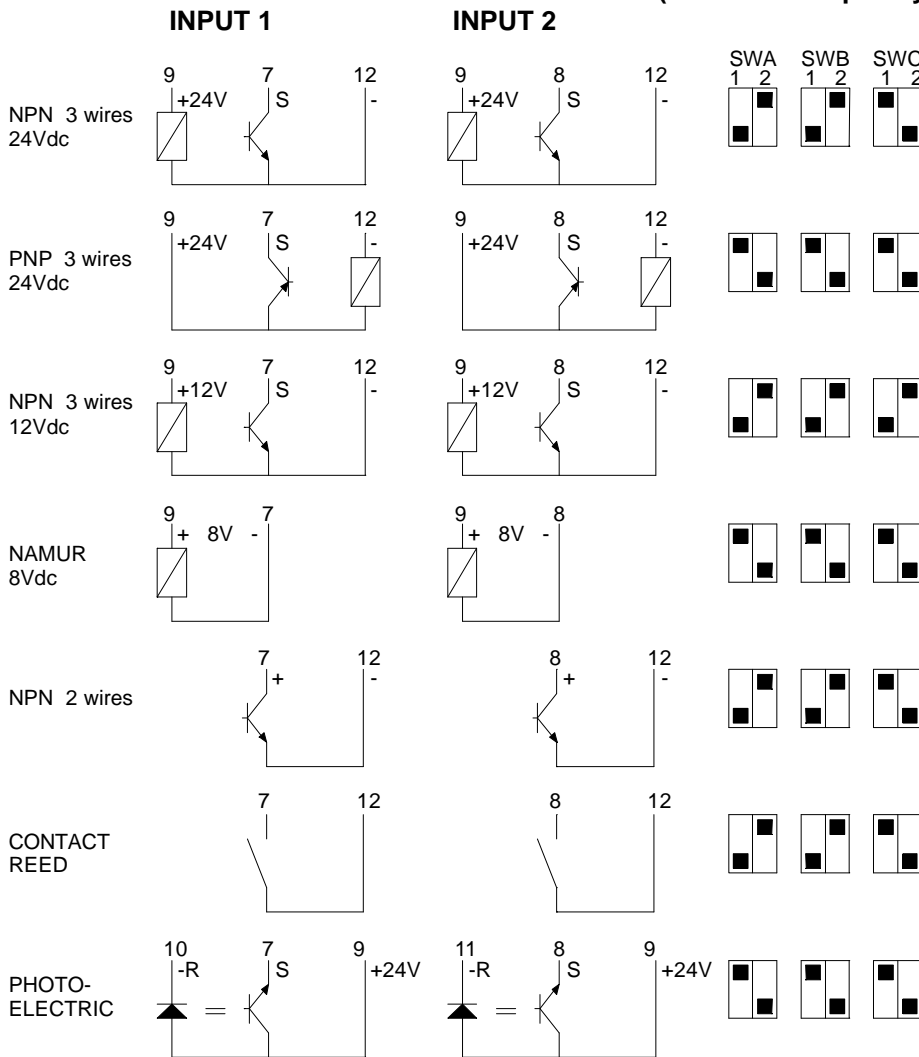 INPUT 1 INPUT 2
SWA SWB SWC
1 2 1 2 1 2
9 7 12 9 8 12
NPN 3 wires
24Vdc
+24V S - +24V S -
9 7 12 9 8 12
PNP 3 wires
24Vdc
+24V S - +24V S -
9 7 12 9 8 12
NPN 3 wires
12Vdc
+12V S - +12V S -
9 7 9 8
NAMUR
8Vdc
+ 8V - + 8V -
7 12 8 12
NPN 2 wires
+ - + -
7 12 8 12
CONTACT
REED
10 7 9 11 8 9
PHOTO-
ELECTRIC
-R S +24V -R S +24V